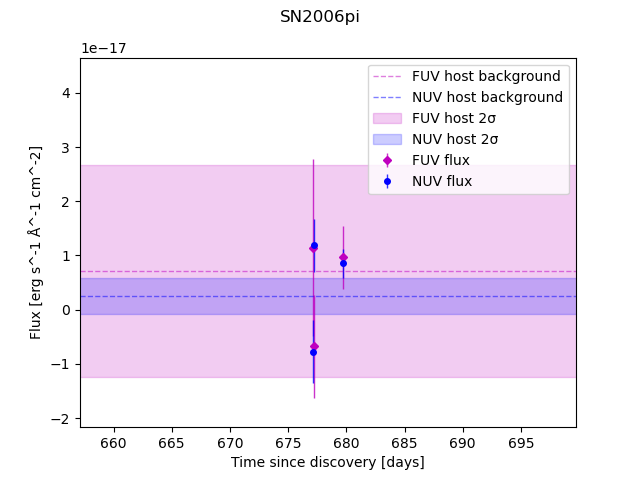 SN2006pi
1e−17
FUV host background
NUV host background
FUV host 2σ
NUV host 2σ
FUV flux
NUV flux
4
3
2
1
0
−1
−2
Flux [erg s^-1 Å^-1 cm^-2]
660 665 670 675 680 685 690 695
Time since discovery [days]